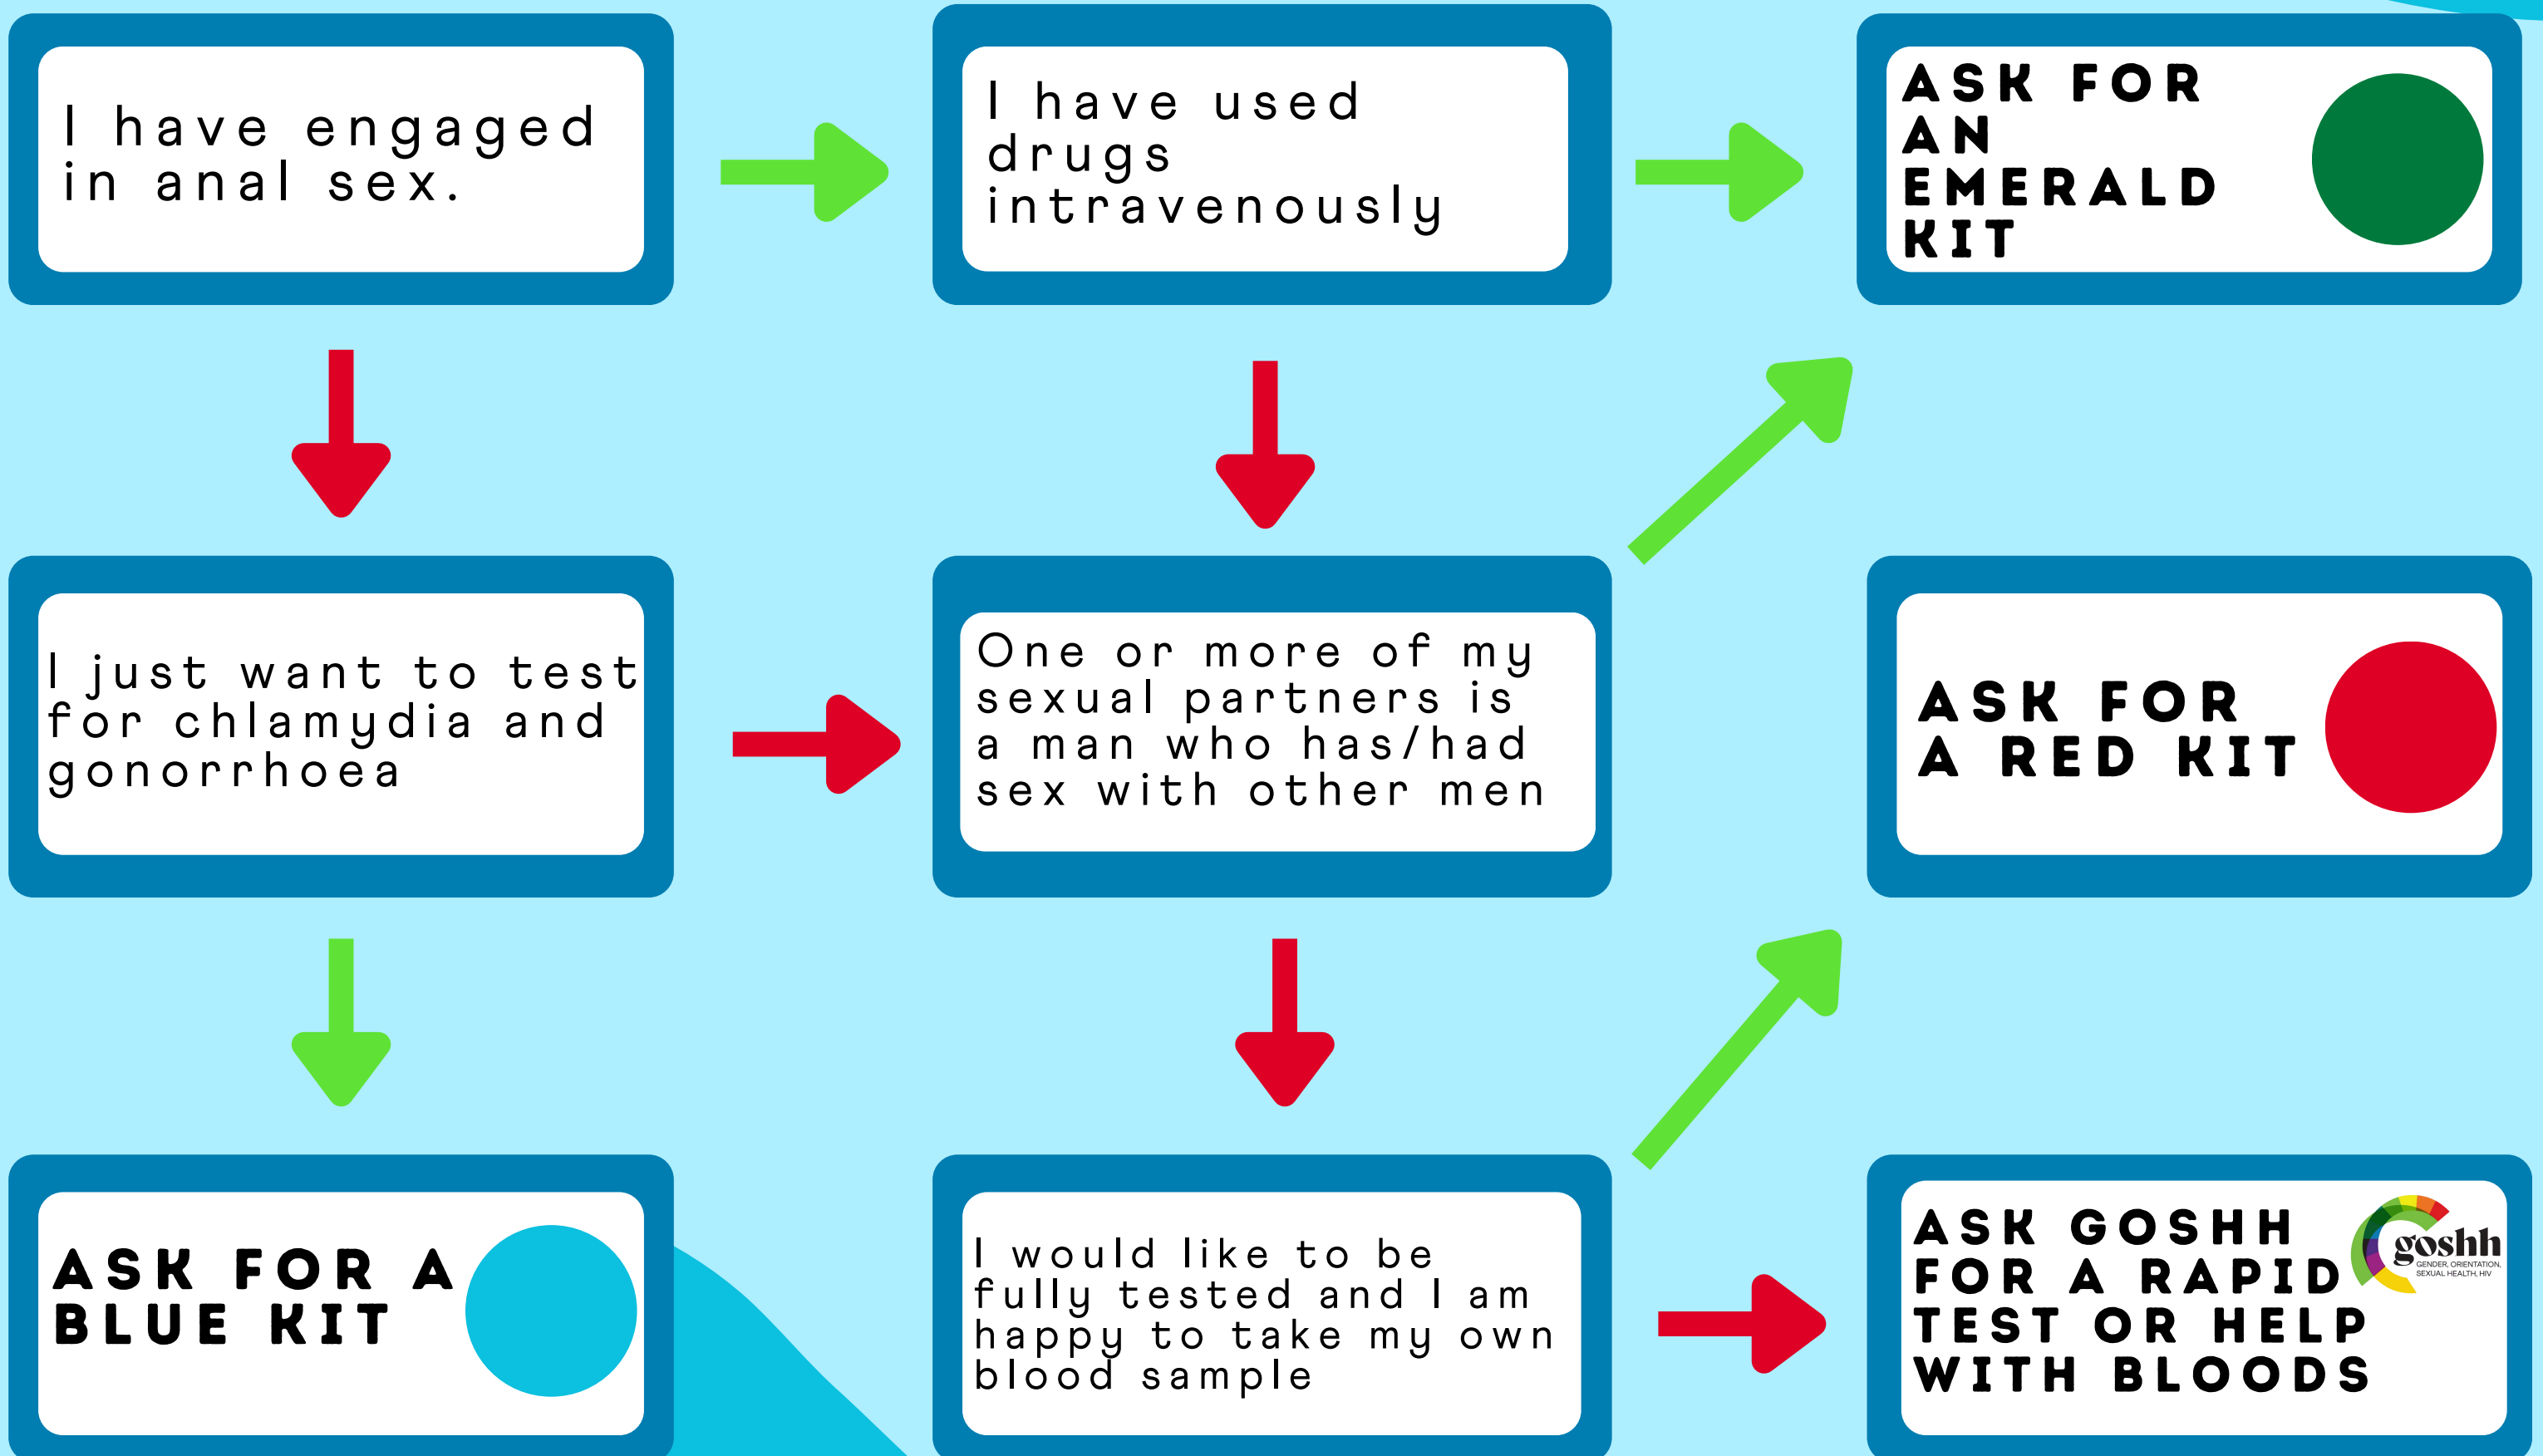 I have engaged
in anal sex.
I have used
drugs
intravenously
ASK FOR
AN
EMERALD
KIT
I just want to test
for chlamydia and
gonorrhoea
One or more of my
sexual partners is
a man who has/had
sex with other men
ASK FOR
A RED KIT
ASK FOR A
BLUE KIT
I would like to be
fully tested and I am
happy to take my own
blood sample
ASK GOSHH
FOR A RAPID
TEST OR HELP
WITH BLOODS
goshh
GENDER, ORIENTATION,
SEXUAL HEALTH, HIV